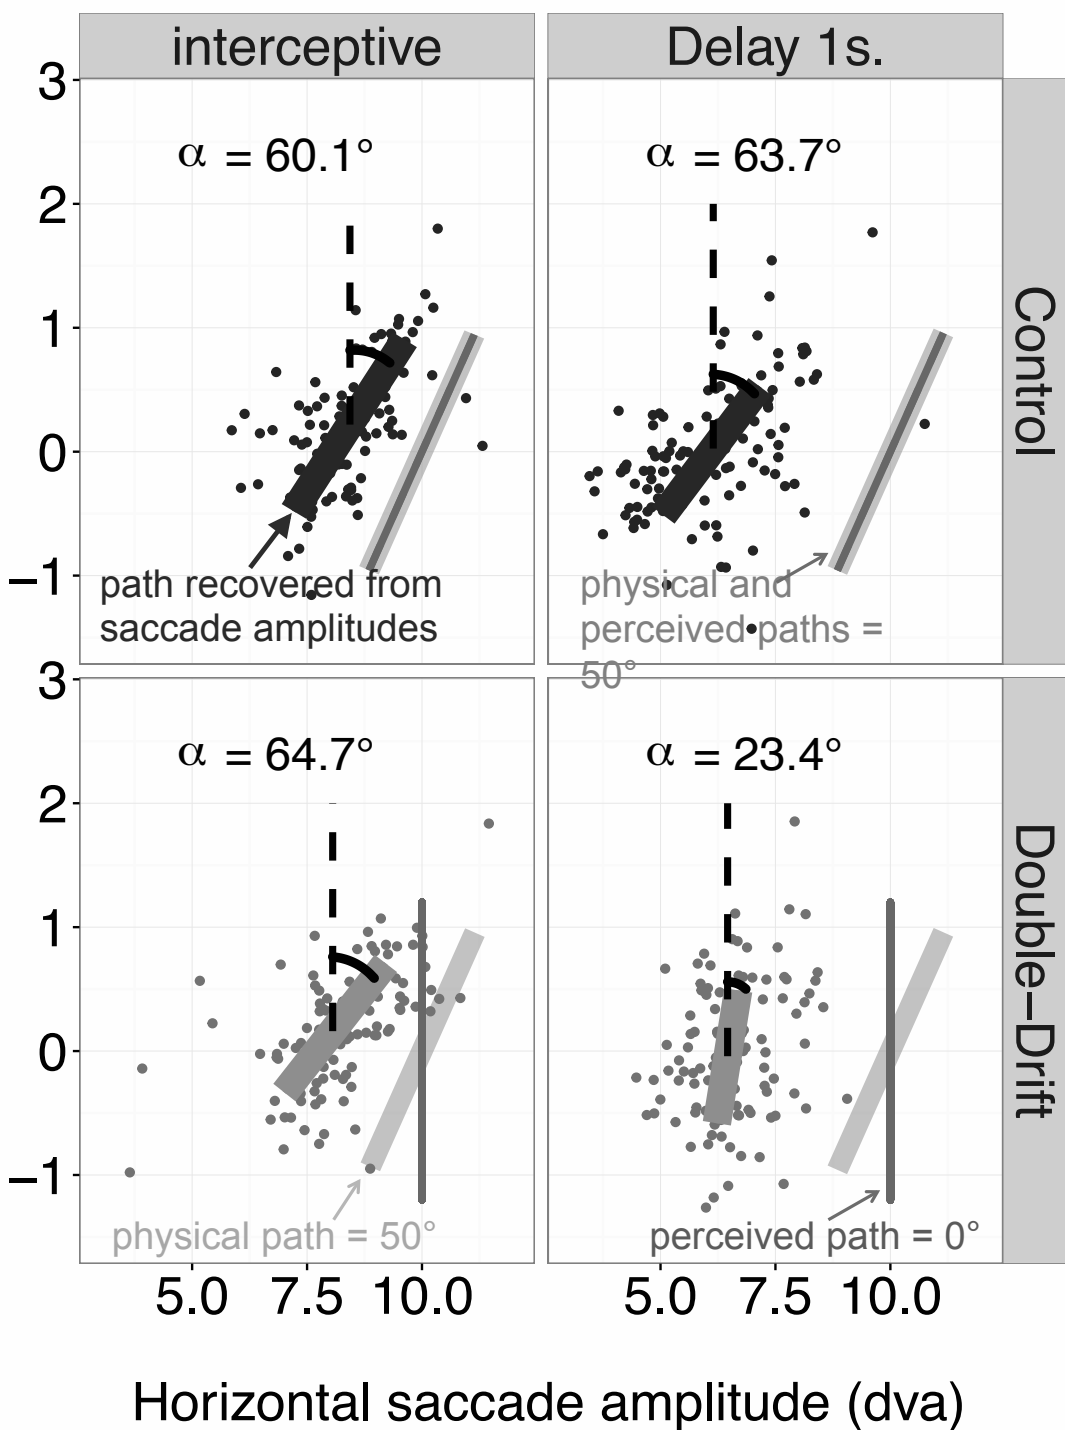 interceptive
Delay 1s.
3
2
1
0
−1
α = 60.1°
path recovered from
saccade amplitudes
α = 63.7°
physical and
perceived paths =
50°
Control
3
2
1
0
−1
α = 64.7°
physical path = 50°
α = 23.4°
perceived path = 0°
Double−Drift
5.0 7.5 10.0
5.0 7.5 10.0
Horizontal saccade amplitude (dva)